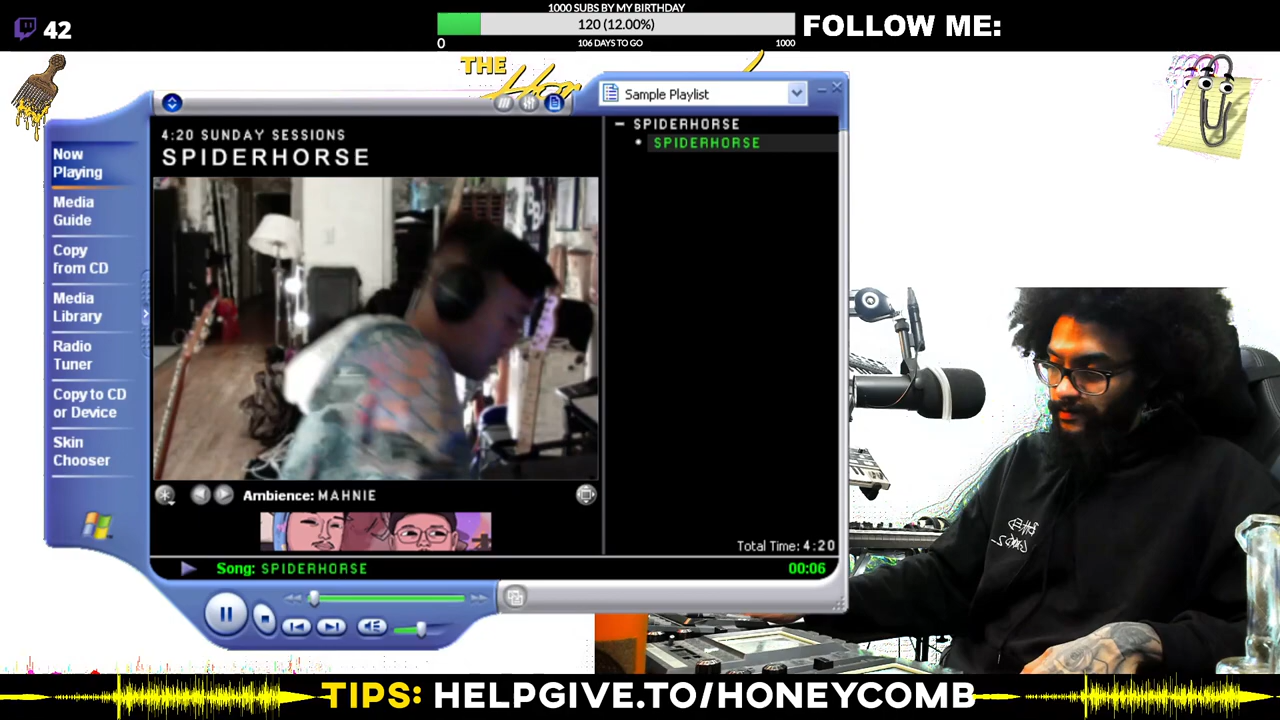 42
1000 SUBS BY MY BIRTHDAY
120 (12.00%)
0
106 DAYS TO GO
1000
FOLLOW ME:
THE
Sample Playlist
4:20 SUNDAY SESSIONS
SPIDERHORSE
SPIDERHORSE
SPIDERHORSE
Now
Playing
Media
Guide
Copy
from CD
Media
Library
Radio
Tuner
Copy to CD
or Device
Skin
Chooser
Ambience: MAHNIE
Total Time: 4:20
Song: SPIDERHORSE
00:06
TIPS: HELPGIVE.TO/HONEYCOMB